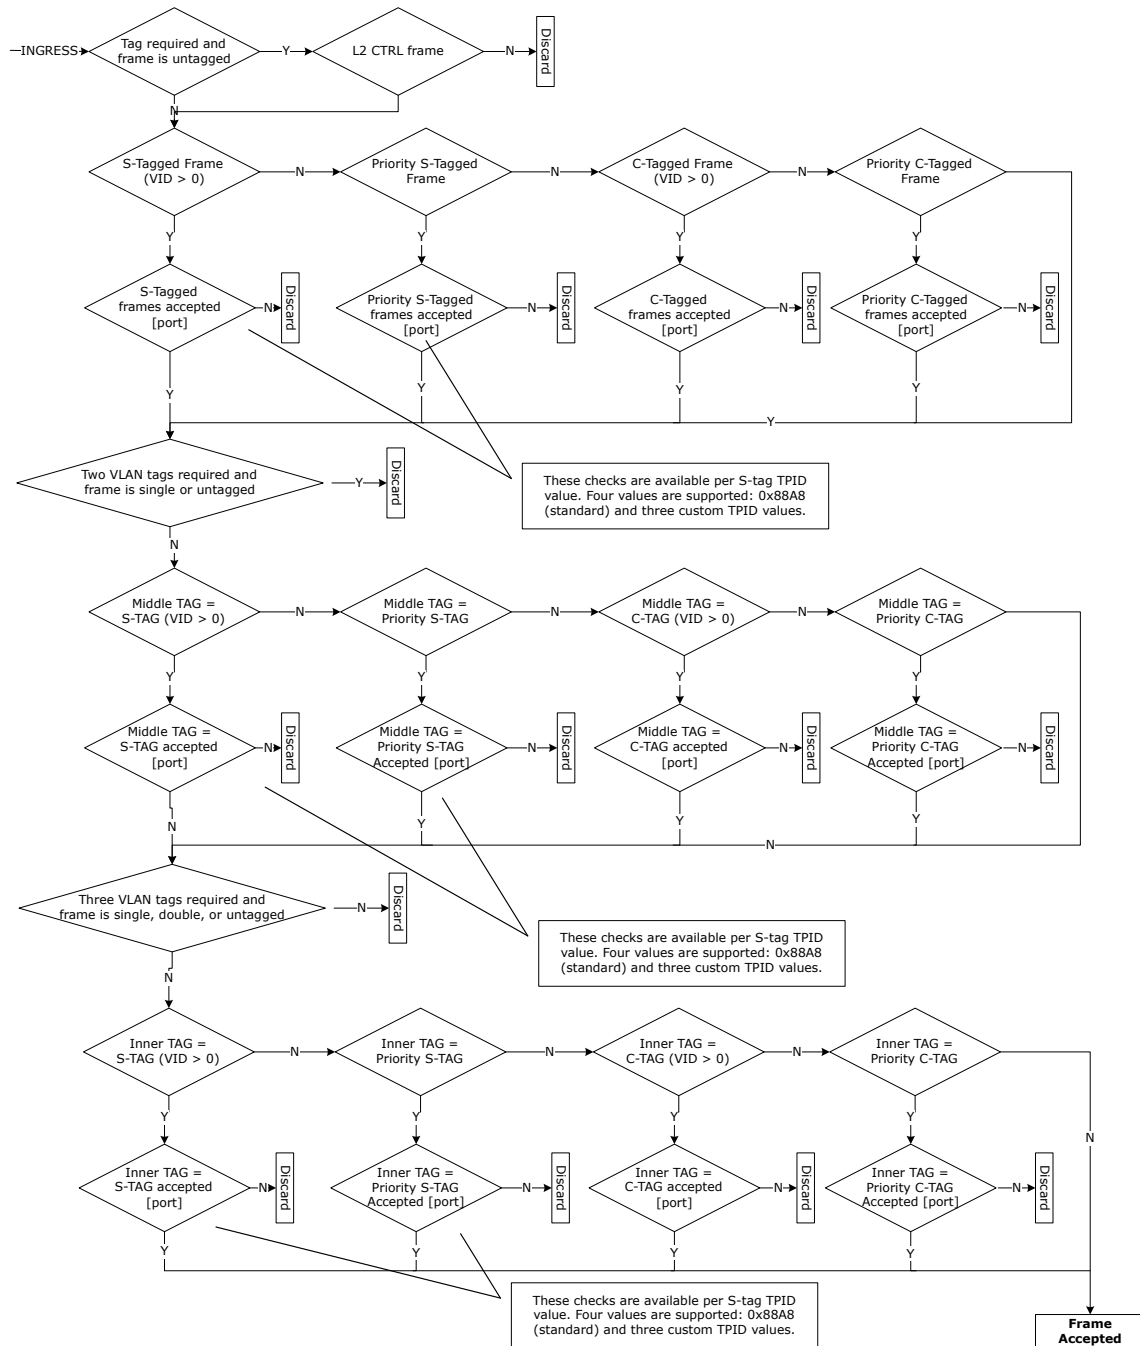 INGRESS
Tag required and
frame is untagged
Y
L2 CTRL frame
N
Discard
N
S-Tagged Frame
(VID > 0)
N
Priority S-Tagged
Frame
N
C-Tagged Frame
(VID > 0)
N
Priority C-Tagged
Frame
Y
Y
Y
Y
S-Tagged
frames accepted
[port]
N
Discard
Priority S-Tagged
frames accepted
[port]
N
Discard
C-Tagged
frames accepted
[port]
N
Discard
Priority C-Tagged
frames accepted
[port]
N
Discard
Y
Y
Y
Y
Y
Two VLAN tags required and
frame is single or untagged
Y
Discard
These checks are available per S-tag TPID
value. Four values are supported: 0x88A8
(standard) and three custom TPID values.
N
Middle TAG =
S-TAG (VID > 0)
N
Middle TAG =
Priority S-TAG
N
Middle TAG =
C-TAG (VID > 0)
N
Middle TAG =
Priority C-TAG
Y
Y
Y
Y
Middle TAG =
S-TAG accepted
[port]
N
Discard
Middle TAG =
Priority S-TAG
Accepted [port]
N
Discard
Middle TAG =
C-TAG accepted
[port]
N
Discard
Middle TAG =
Priority C-TAG
Accepted [port]
N
Discard
N
Y
Y
Y
N
Three VLAN tags required and
frame is single, double, or untagged
N
Discard
These checks are available per S-tag TPID
value. Four values are supported: 0x88A8
(standard) and three custom TPID values.
N
Inner TAG =
S-TAG (VID > 0)
N
Inner TAG =
Priority S-TAG
N
Inner TAG =
C-TAG (VID > 0)
N
Inner TAG =
Priority C-TAG
Y
Y
Y
Y
N
Inner TAG =
S-TAG accepted
[port]
N
Discard
Inner TAG =
Priority S-TAG
Accepted [port]
N
Discard
Inner TAG =
C-TAG accepted
[port]
N
Discard
Inner TAG =
Priority C-TAG
Accepted [port]
N
Discard
Y
Y
Y
Y
These checks are available per S-tag TPID
value. Four values are supported: 0x88A8
(standard) and three custom TPID values.
Frame
Accepted